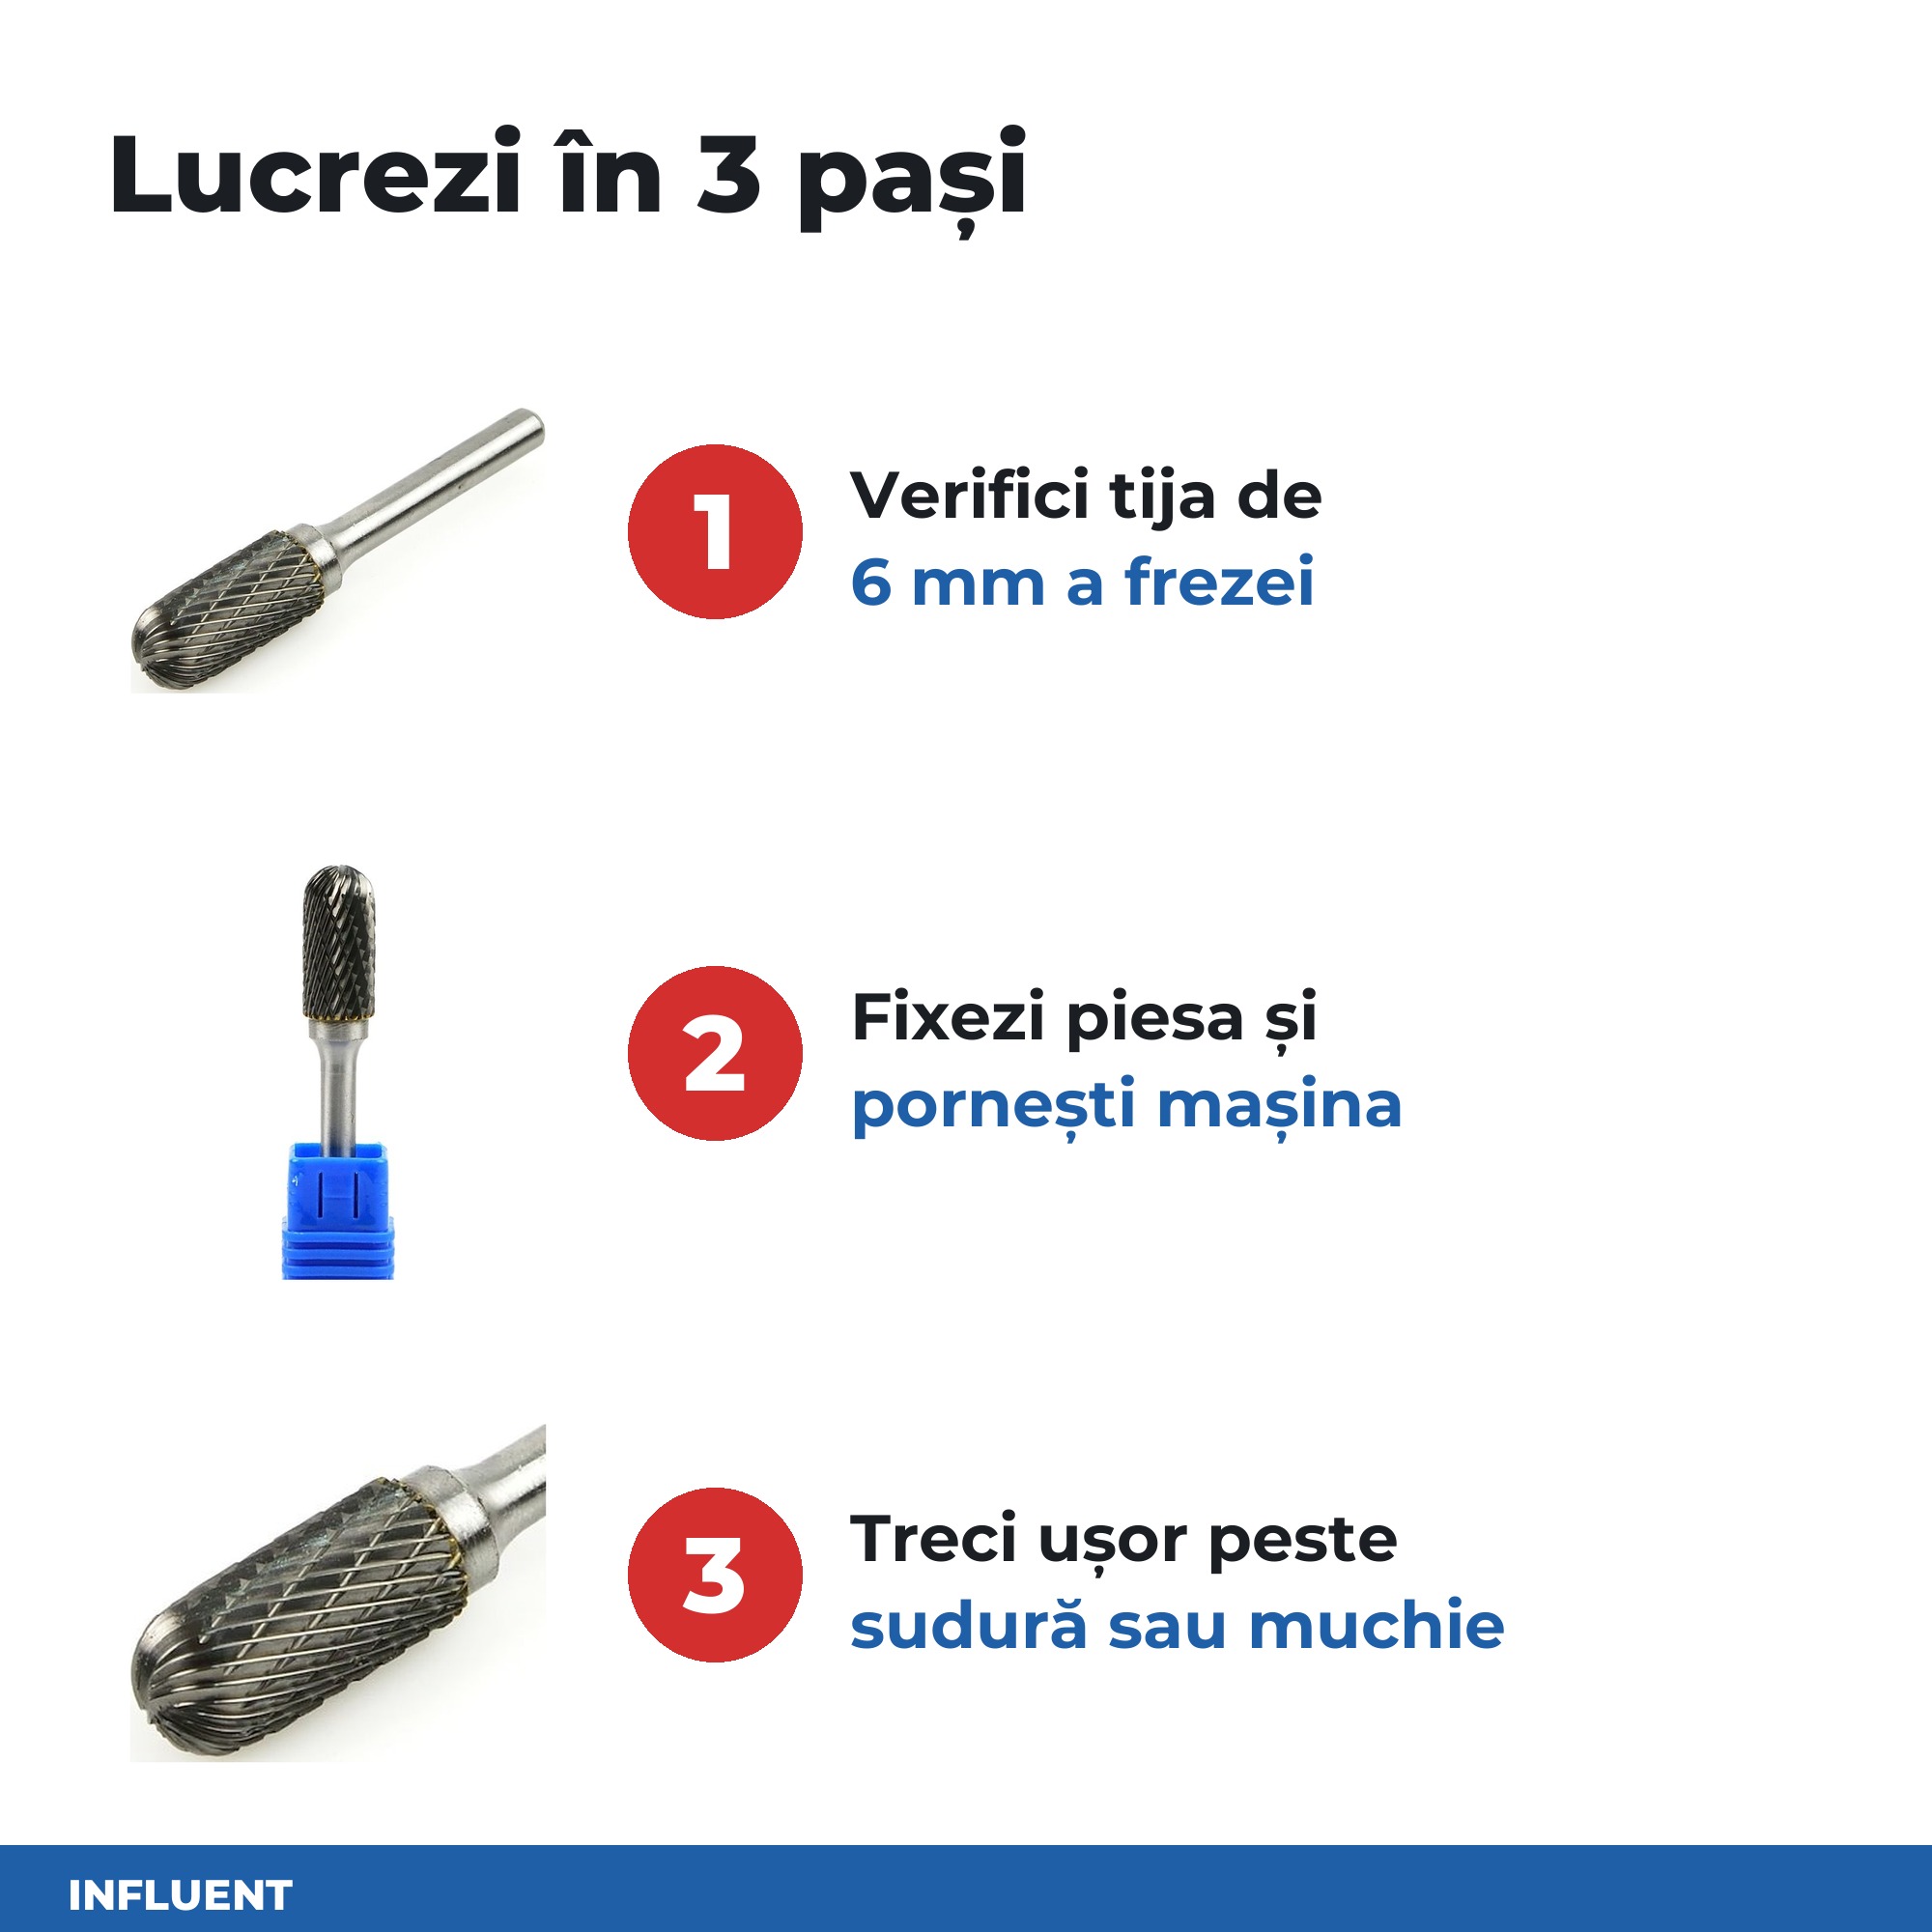 Lucrezi în 3 pași
1
Verifici tija de
6 mm a frezei
2
Fixezi piesa și
pornești mașina
3
Treci ușor peste
sudură sau muchie
INFLUENT